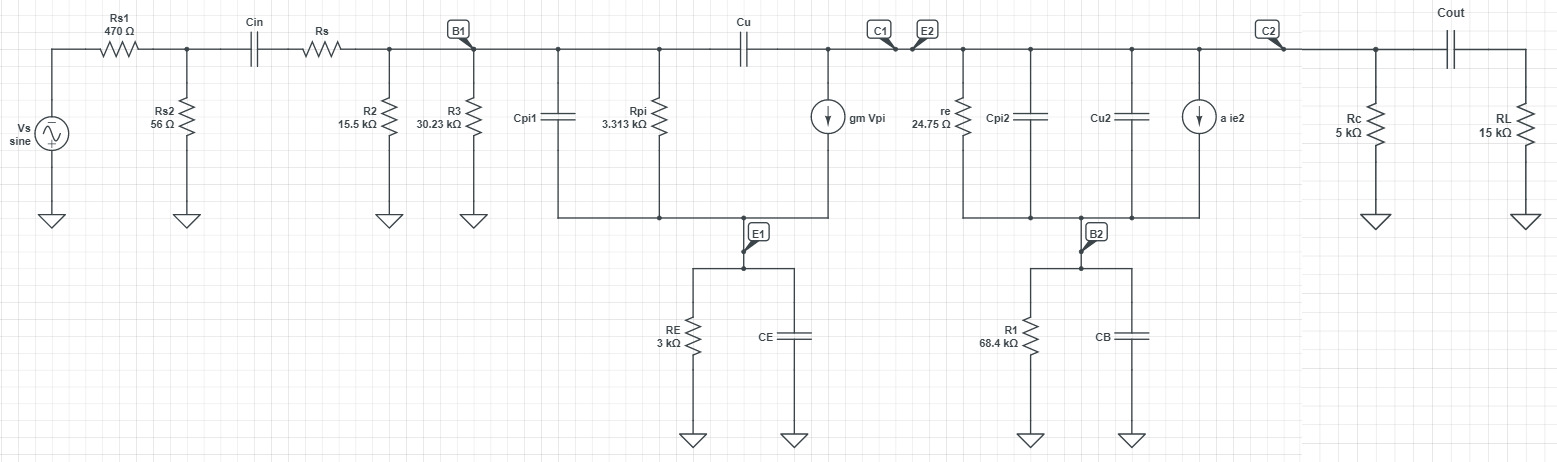 Rs1
470 Ω
Cin
Rs
B1
Cu
C1
E2
C2
Cout
Vs
sine
Rs2
56 Ω
R2
15.5 kΩ
R3
30.23 kΩ
Cpi1
Rpi
3.313 kΩ
gm Vpi
re
24.75 Ω
Cpi2
Cu2
a ie2
Rc
5 kΩ
RL
15 kΩ
E1
B2
RE
3 kΩ
CE
R1
68.4 kΩ
CB